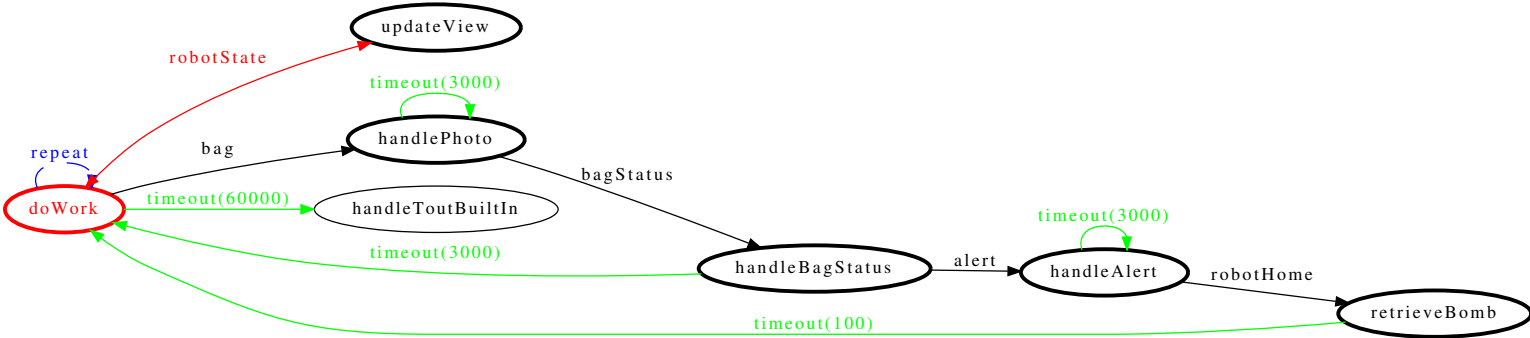 updateView
robotState
timeout(3000)
handlePhoto
bag
repeat
bagStatus
doWork
timeout(60000)
handleToutBuiltIn
timeout(3000)
timeout(3000)
handleBagStatus
alert
handleAlert
robotHome
retrieveBomb
timeout(100)